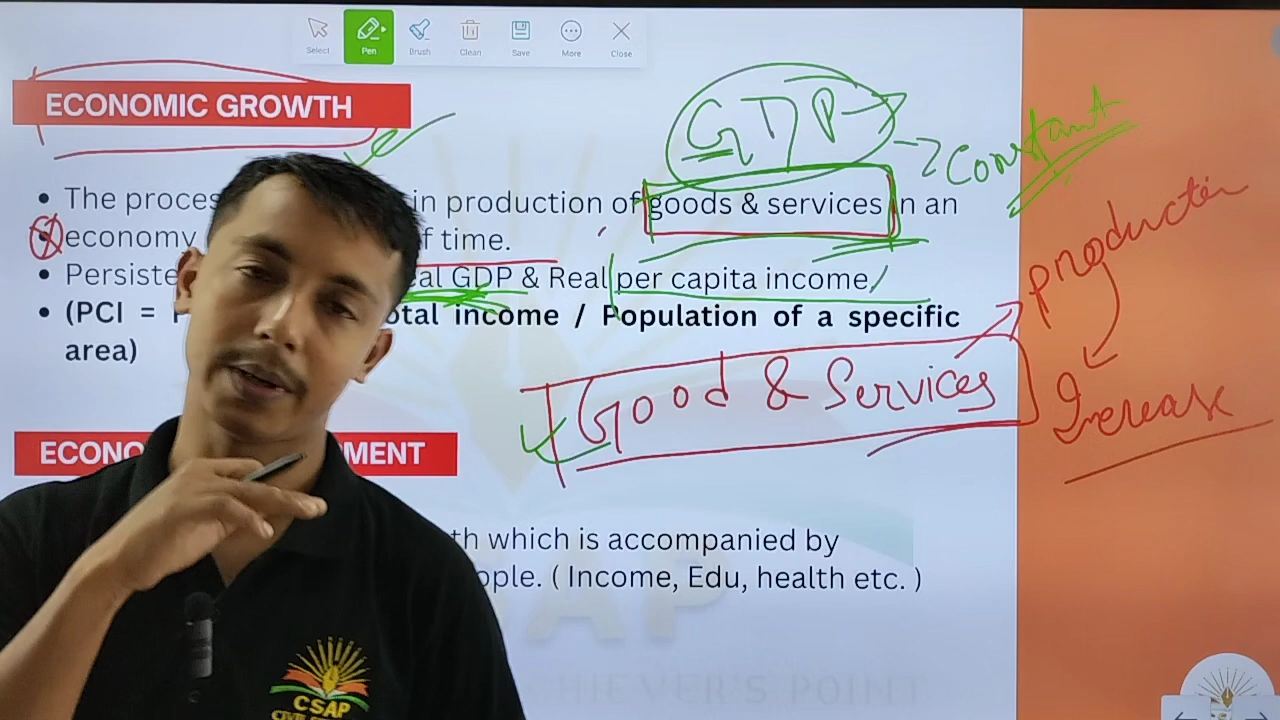 Select Pen Brush Clean Save More Close
ECONOMIC GROWTH
GDP
Constant
• The proces in production of goods & services in an
economy f time.
• Persiste eal GDP & Real per capita income
• (PCI = otal income / Population of a specific
area)
production
Increase
Good & Services
ECONO MENT
th which is accompanied by
ople. ( Income, Edu, health etc. )
CSAP
HIEVER'S POINT